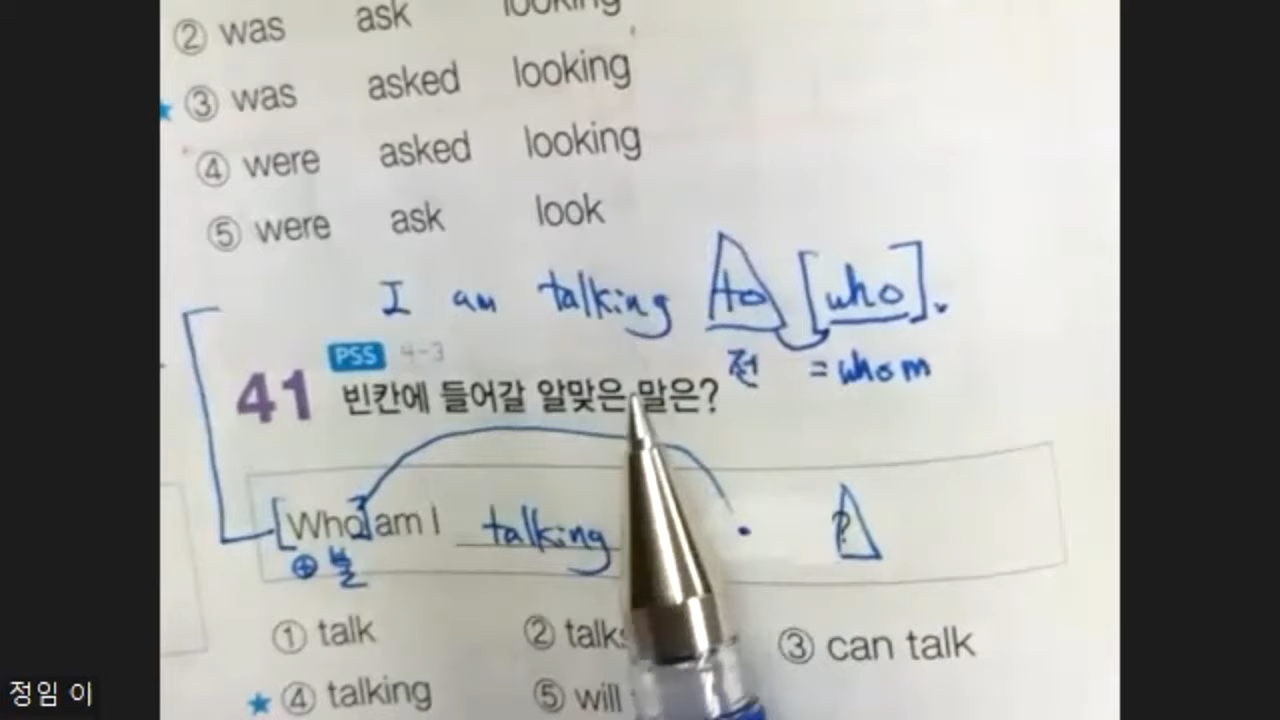 ② was ask looking
③ was asked looking
④ were asked looking
⑤ were ask look
I am talking to [who].
전 = whom
PSS 4-3
41 빈칸에 들어갈 알맞은 말은?
[Who] am I talking ?
⊕ 불
① talk ② talks ③ can talk
④ talking ⑤ will
정임 이